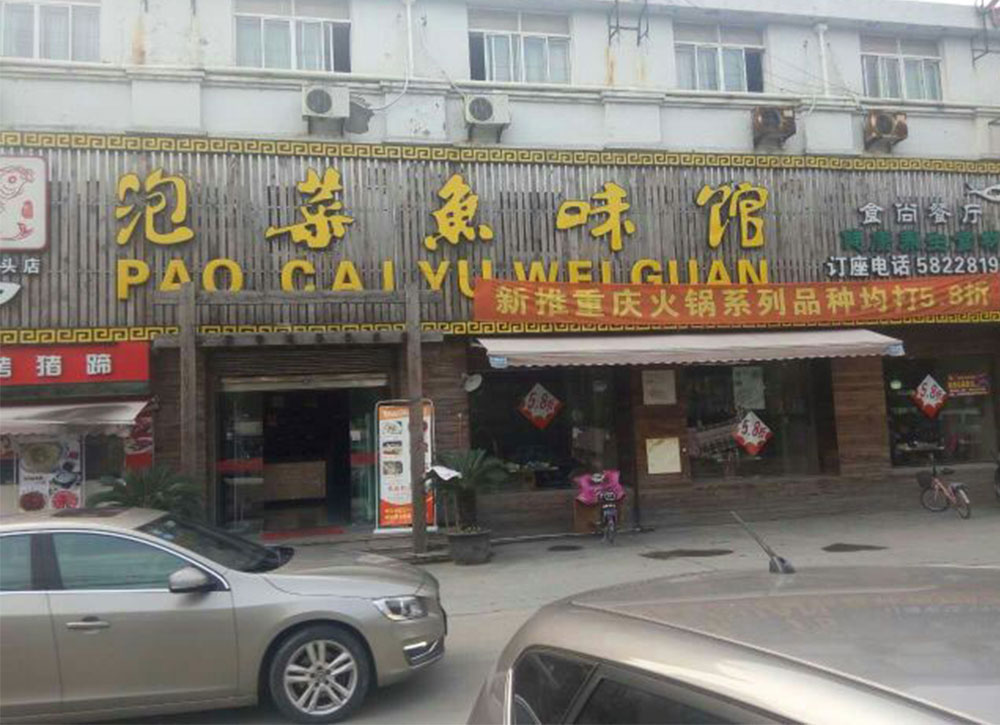 泡菜魚味馆
PAO CAI YU WEI GUAN
头店
食尚餐厅
订座电话 5822819
新推重庆火锅系列品种均打5.8折
烤猪蹄
5.8折
5.8折
5.8折